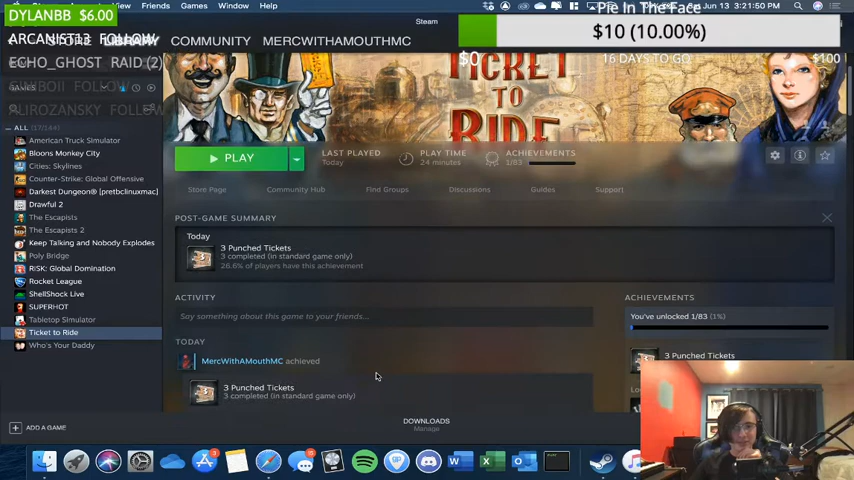 DYLANBB $6.00
Friends Games Window Help
Jun 13 3:21:50 PM
Pie In The Face
Steam
ARCANIST13 FOLLOW
LIBRARY COMMUNITY MERCWITHAMOUTHMC
$10 (10.00%)
ECHO_GHOST RAID (2)
$0 16 DAYS TO GO $100
GAMES
FOLLOW
TICKET TO RIDE
ALL
American Truck Simulator
Bloons Monkey City
Cities: Skylines
Counter-Strike: Global Offensive
Darkest Dungeon® [pretbclinuxmac]
Drawful 2
The Escapists
The Escapists 2
Keep Talking and Nobody Explodes
Poly Bridge
RISK: Global Domination
Rocket League
ShellShock Live
SUPERHOT
Tabletop Simulator
Ticket to Ride
Who's Your Daddy
PLAY
LAST PLAYED
Today
PLAY TIME
24 minutes
ACHIEVEMENTS
1/83
Store Page Community Hub Find Groups Discussions Guides Support
POST-GAME SUMMARY
Today
3 Punched Tickets
3 completed (in standard game only)
26.6% of players have this achievement
ACTIVITY
Say something about this game to your friends...
TODAY
MercWithAMouthMC achieved
3 Punched Tickets
3 completed (in standard game only)
ACHIEVEMENTS
You've unlocked 1/83 (1%)
3 Punched Tickets
ADD A GAME
DOWNLOADS
Manage